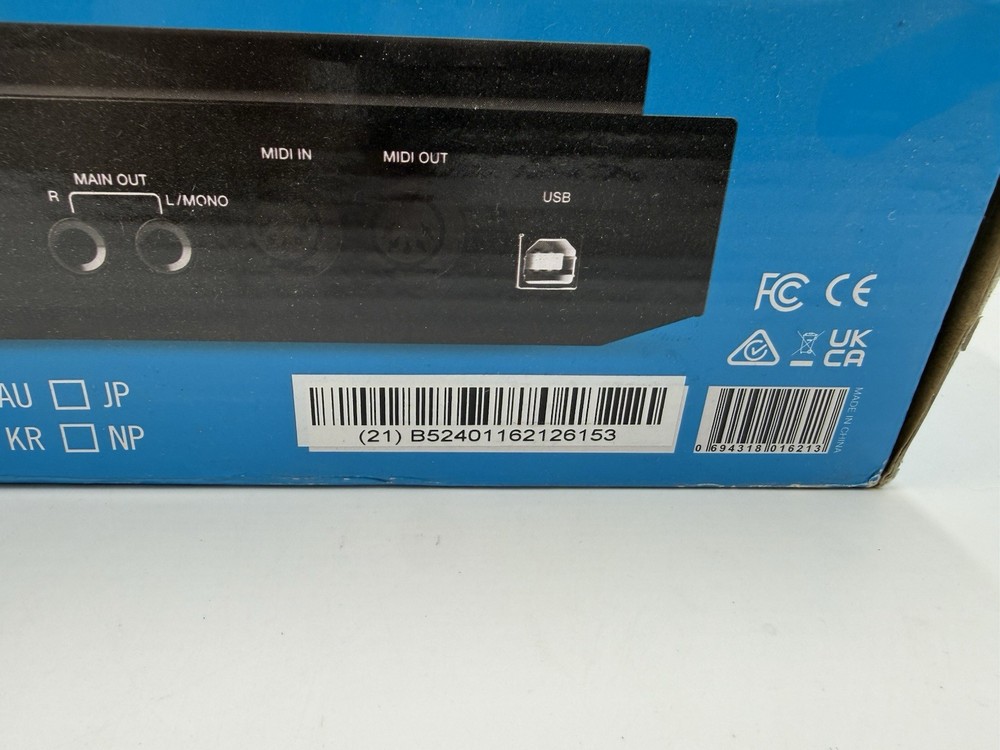 MIDI IN
MIDI OUT
MAIN OUT
R
L/MONO
USB
FC CE
UK
CA
AU JP
KR NP
(21) B52401162126153
0 694318 016213
MADE IN CHINA